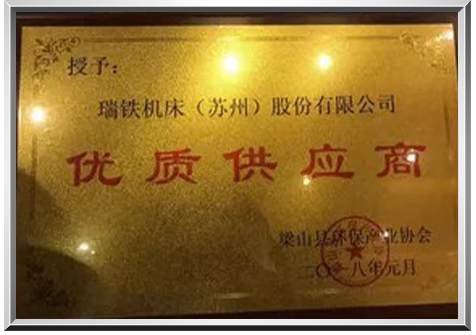 授予：
瑞铁机床（苏州）股份有限公司
优质供应商
梁山县环保产业协会
二〇一八年元月